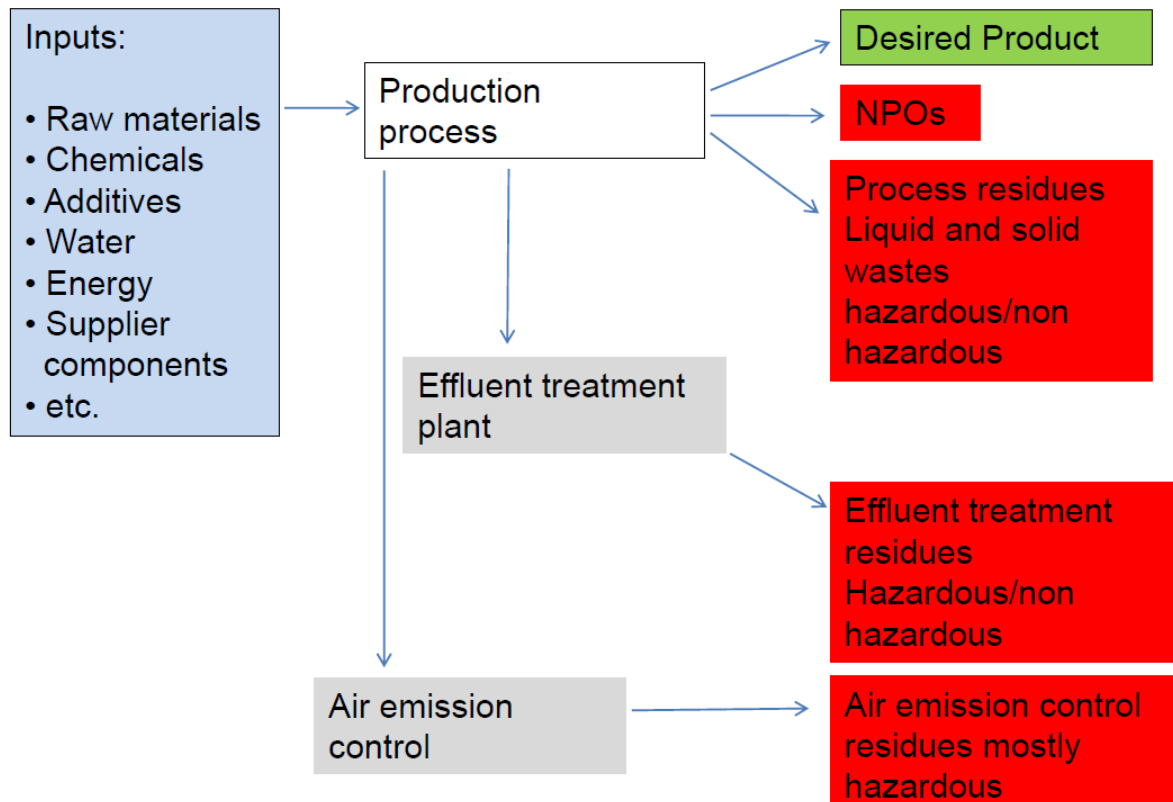 Inputs:
• Raw materials
• Chemicals
• Additives
• Water
• Energy
• Supplier
components
• etc.
Production
process
Desired Product
NPOs
Process residues
Liquid and solid
wastes
hazardous/non
hazardous
Effluent treatment
plant
Effluent treatment
residues
Hazardous/non
hazardous
Air emission
control
Air emission control
residues mostly
hazardous